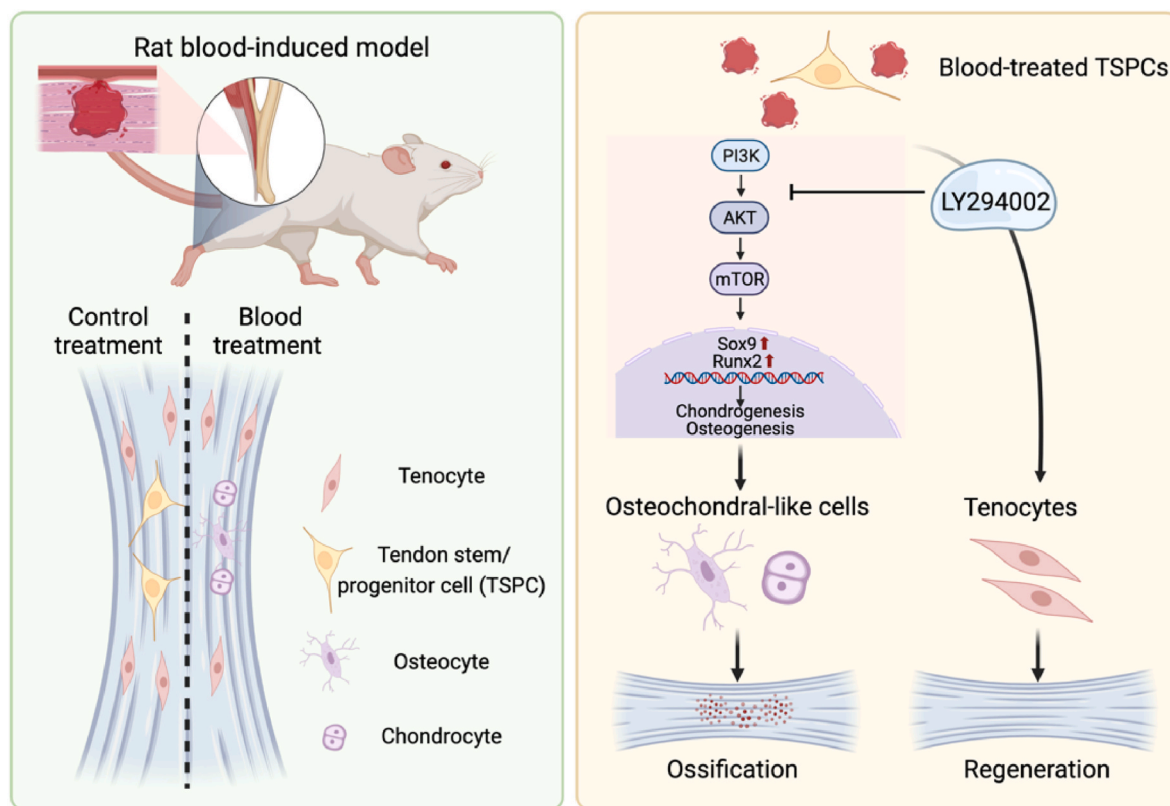 Rat blood-induced model
Control
treatment
Blood
treatment
Tenocyte
Tendon stem/
progenitor cell (TSPC)
Osteocyte
Chondrocyte
Blood-treated TSPCs
PI3K
LY294002
AKT
mTOR
Sox9
Runx2
Chondrogenesis
Osteogenesis
Osteochondral-like cells
Tenocytes
Ossification
Regeneration